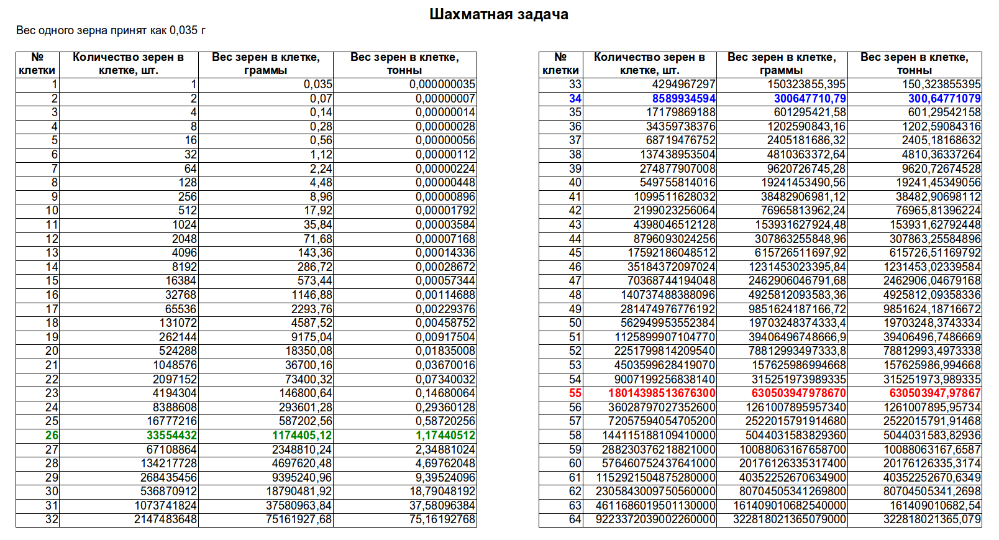 Шахматная задача
Вес одного зерна принят как 0,035 г
№ клетки Количество зерен в клетке, шт. Вес зерен в клетке, граммы Вес зерен в клетке, тонны
1 1 0,035 0,000000035
2 2 0,07 0,00000007
3 4 0,14 0,00000014
4 8 0,28 0,00000028
5 16 0,56 0,00000056
6 32 1,12 0,00000112
7 64 2,24 0,00000224
8 128 4,48 0,00000448
9 256 8,96 0,00000896
10 512 17,92 0,00001792
11 1024 35,84 0,00003584
12 2048 71,68 0,00007168
13 4096 143,36 0,00014336
14 8192 286,72 0,00028672
15 16384 573,44 0,00057344
16 32768 1146,88 0,00114688
17 65536 2293,76 0,00229376
18 131072 4587,52 0,00458752
19 262144 9175,04 0,00917504
20 524288 18350,08 0,01835008
21 1048576 36700,16 0,03670016
22 2097152 73400,32 0,07340032
23 4194304 146800,64 0,14680064
24 8388608 293601,28 0,29360128
25 16777216 587202,56 0,58720256
26 33554432 1174405,12 1,17440512
27 67108864 2348810,24 2,34881024
28 134217728 4697620,48 4,69762048
29 268435456 9395240,96 9,39524096
30 536870912 18790481,92 18,79048192
31 1073741824 37580963,84 37,58096384
32 2147483648 75161927,68 75,16192768
№ клетки Количество зерен в клетке, шт. Вес зерен в клетке, граммы Вес зерен в клетке, тонны
33 4294967297 150323855,395 150,323855395
34 8589934594 300647710,79 300,64771079
35 17179869188 601295421,58 601,29542158
36 34359738376 1202590843,16 1202,59084316
37 68719476752 2405181686,32 2405,18168632
38 137438953504 4810363372,64 4810,36337264
39 274877907008 9620726745,28 9620,72674528
40 549755814016 19241453490,56 19241,45349056
41 1099511628032 38482906981,12 38482,90698112
42 2199023256064 76965813962,24 76965,81396224
43 4398046512128 153931627924,48 153931,62792448
44 8796093024256 307863255848,96 307863,25584896
45 17592186048512 615726511697,92 615726,51169792
46 35184372097024 1231453023395,84 1231453,02339584
47 70368744194048 2462906046791,68 2462906,04679168
48 140737488388096 4925812093583,36 4925812,09358336
49 281474976776192 9851624187166,72 9851624,18716672
50 562949953552384 19703248374333,4 19703248,3743334
51 1125899907104770 39406496748666,9 39406496,7486669
52 2251799814209540 78812993497333,8 78812993,4973338
53 4503599628419070 157625986994668 157625986,994668
54 9007199256838140 315251973989335 315251973,989335
55 18014398513676300 630503947978670 630503947,97867
56 36028797027352600 1261007895957340 1261007895,95734
57 72057594054705200 2522015791914680 2522015791,91468
58 144115188109410000 5044031583829360 5044031583,82936
59 288230376218821000 10088063167658700 10088063167,6587
60 576460752437641000 20176126335317400 20176126335,3174
61 1152921504875280000 40352252670634900 40352252670,6349
62 2305843009750560000 80704505341269800 80704505341,2698
63 4611686019501130000 161409010682540000 161409010682,54
64 9223372039002260000 322818021365079000 322818021365,079